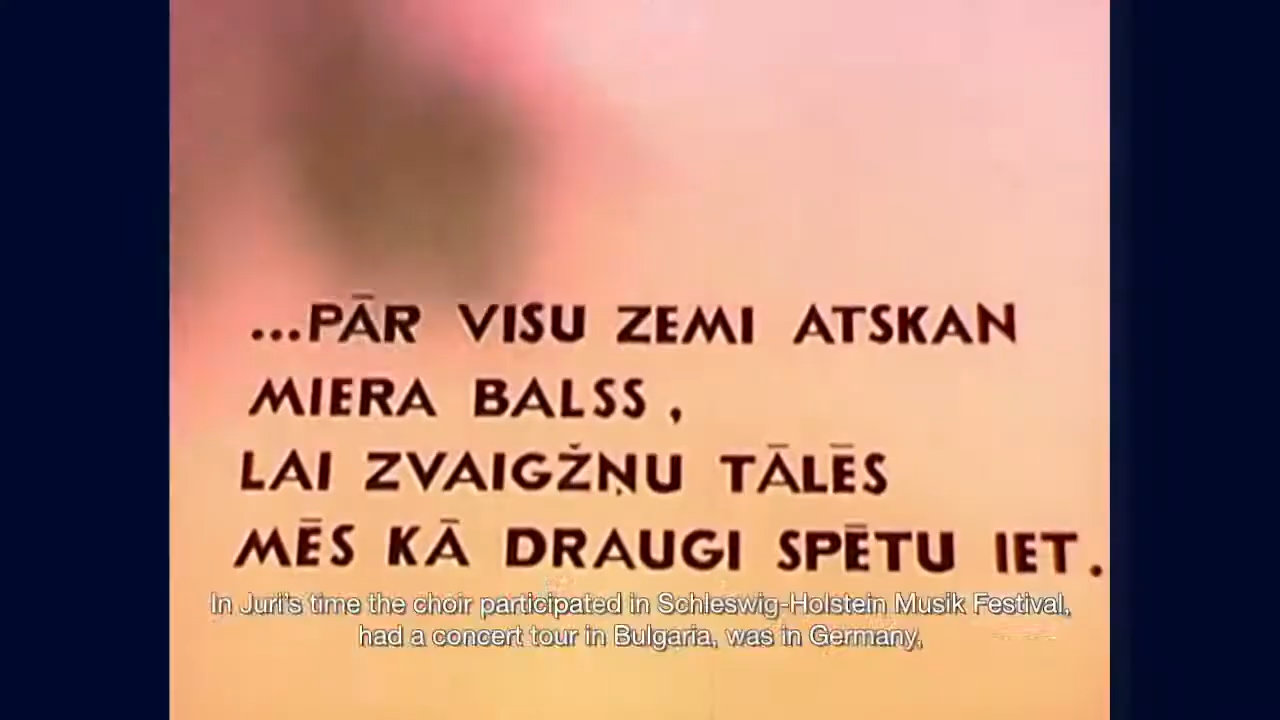 ...PĀR VISU ZEMI ATSKAN
MIERA BALSS,
LAI ZVAIGŽŅU TĀLĒS
MĒS KĀ DRAUGI SPĒTU IET.
In Juri's time the choir participated in Schleswig-Holstein Musik Festival,
had a concert tour in Bulgaria, was in Germany,